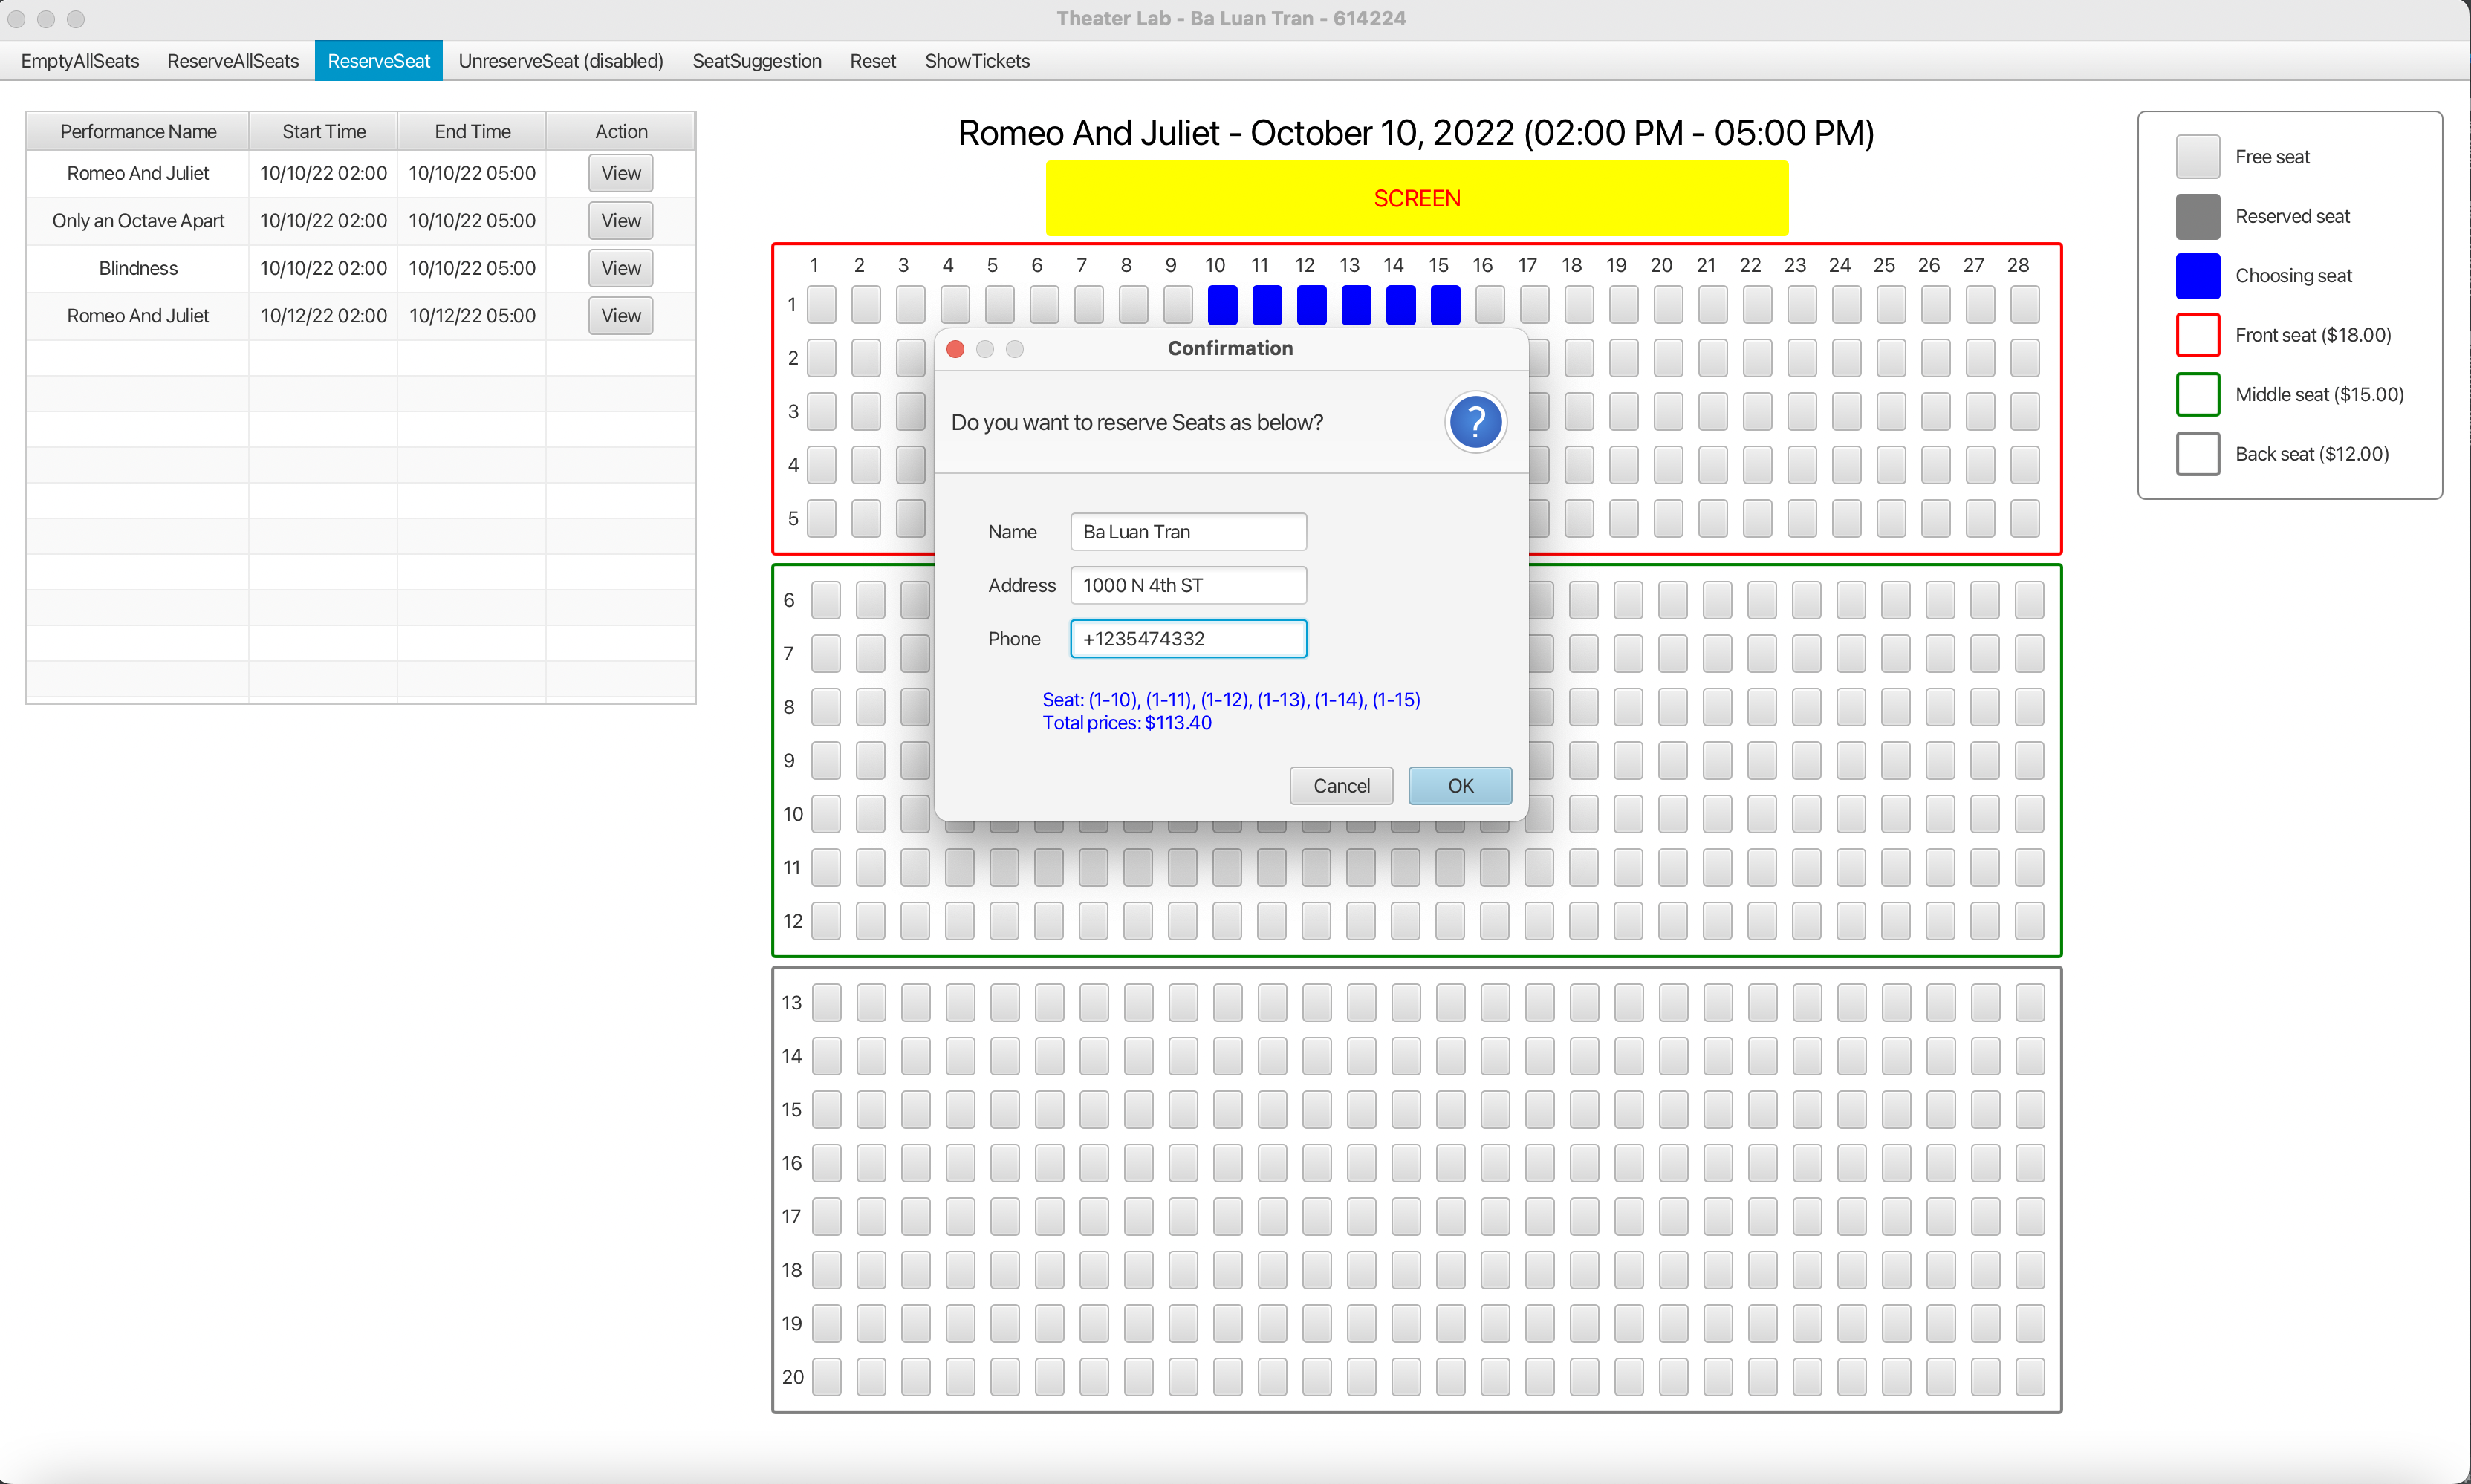 Theater Lab - Ba Luan Tran - 614224
EmptyAllSeats ReserveAllSeats ReserveSeat UnreserveSeat (disabled) SeatSuggestion Reset ShowTickets
Performance Name Start Time End Time Action
Romeo And Juliet 10/10/22 02:00 10/10/22 05:00 View
Only an Octave Apart 10/10/22 02:00 10/10/22 05:00 View
Blindness 10/10/22 02:00 10/10/22 05:00 View
Romeo And Juliet 10/12/22 02:00 10/12/22 05:00 View
Romeo And Juliet - October 10, 2022 (02:00 PM - 05:00 PM)
SCREEN
1 2 3 4 5 6 7 8 9 10 11 12 13 14 15 16 17 18 19 20 21 22 23 24 25 26 27 28
1
2
3
4
5
6
7
8
9
10
11
12
13
14
15
16
17
18
19
20
Confirmation
Do you want to reserve Seats as below?
?
Name Ba Luan Tran
Address 1000 N 4th ST
Phone +1235474332
Seat: (1-10), (1-11), (1-12), (1-13), (1-14), (1-15)
Total prices: $113.40
Cancel OK
Free seat
Reserved seat
Choosing seat
Front seat ($18.00)
Middle seat ($15.00)
Back seat ($12.00)